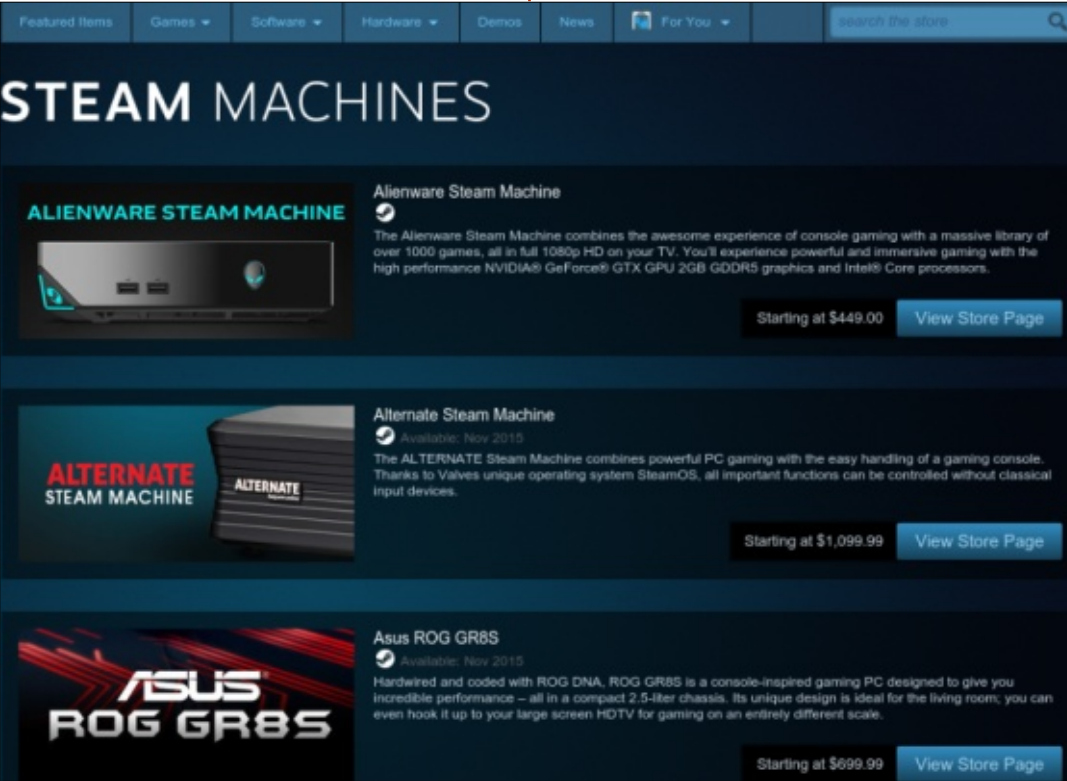 Featured Items Games Software Hardware Demos News For You search the store
STEAM MACHINES
ALIENWARE STEAM MACHINE
Alienware Steam Machine
The Alienware Steam Machine combines the awesome experience of console gaming with a massive library of
over 1000 games, all in full 1080p HD on your TV. You'll experience powerful and immersive gaming with the
high performance NVIDIA® GeForce® GTX GPU 2GB GDDR5 graphics and Intel® Core processors.
Starting at $449.00 View Store Page
ALTERNATE
STEAM MACHINE
ALTERNATE
Alternate Steam Machine
Available: Nov 2015
The ALTERNATE Steam Machine combines powerful PC gaming with the easy handling of a gaming console.
Thanks to Valves unique operating system SteamOS, all important functions can be controlled without classical
input devices.
Starting at $1,099.99 View Store Page
ASUS
ROG GR8S
Asus ROG GR8S
Available: Nov 2015
Hardwired and coded with ROG DNA, ROG GR8S is a console-inspired gaming PC designed to give you
incredible performance – all in a compact 2.5-liter chassis. Its unique design is ideal for the living room; you can
even hook it up to your large screen HDTV for gaming on an entirely different scale.
Starting at $699.99 View Store Page